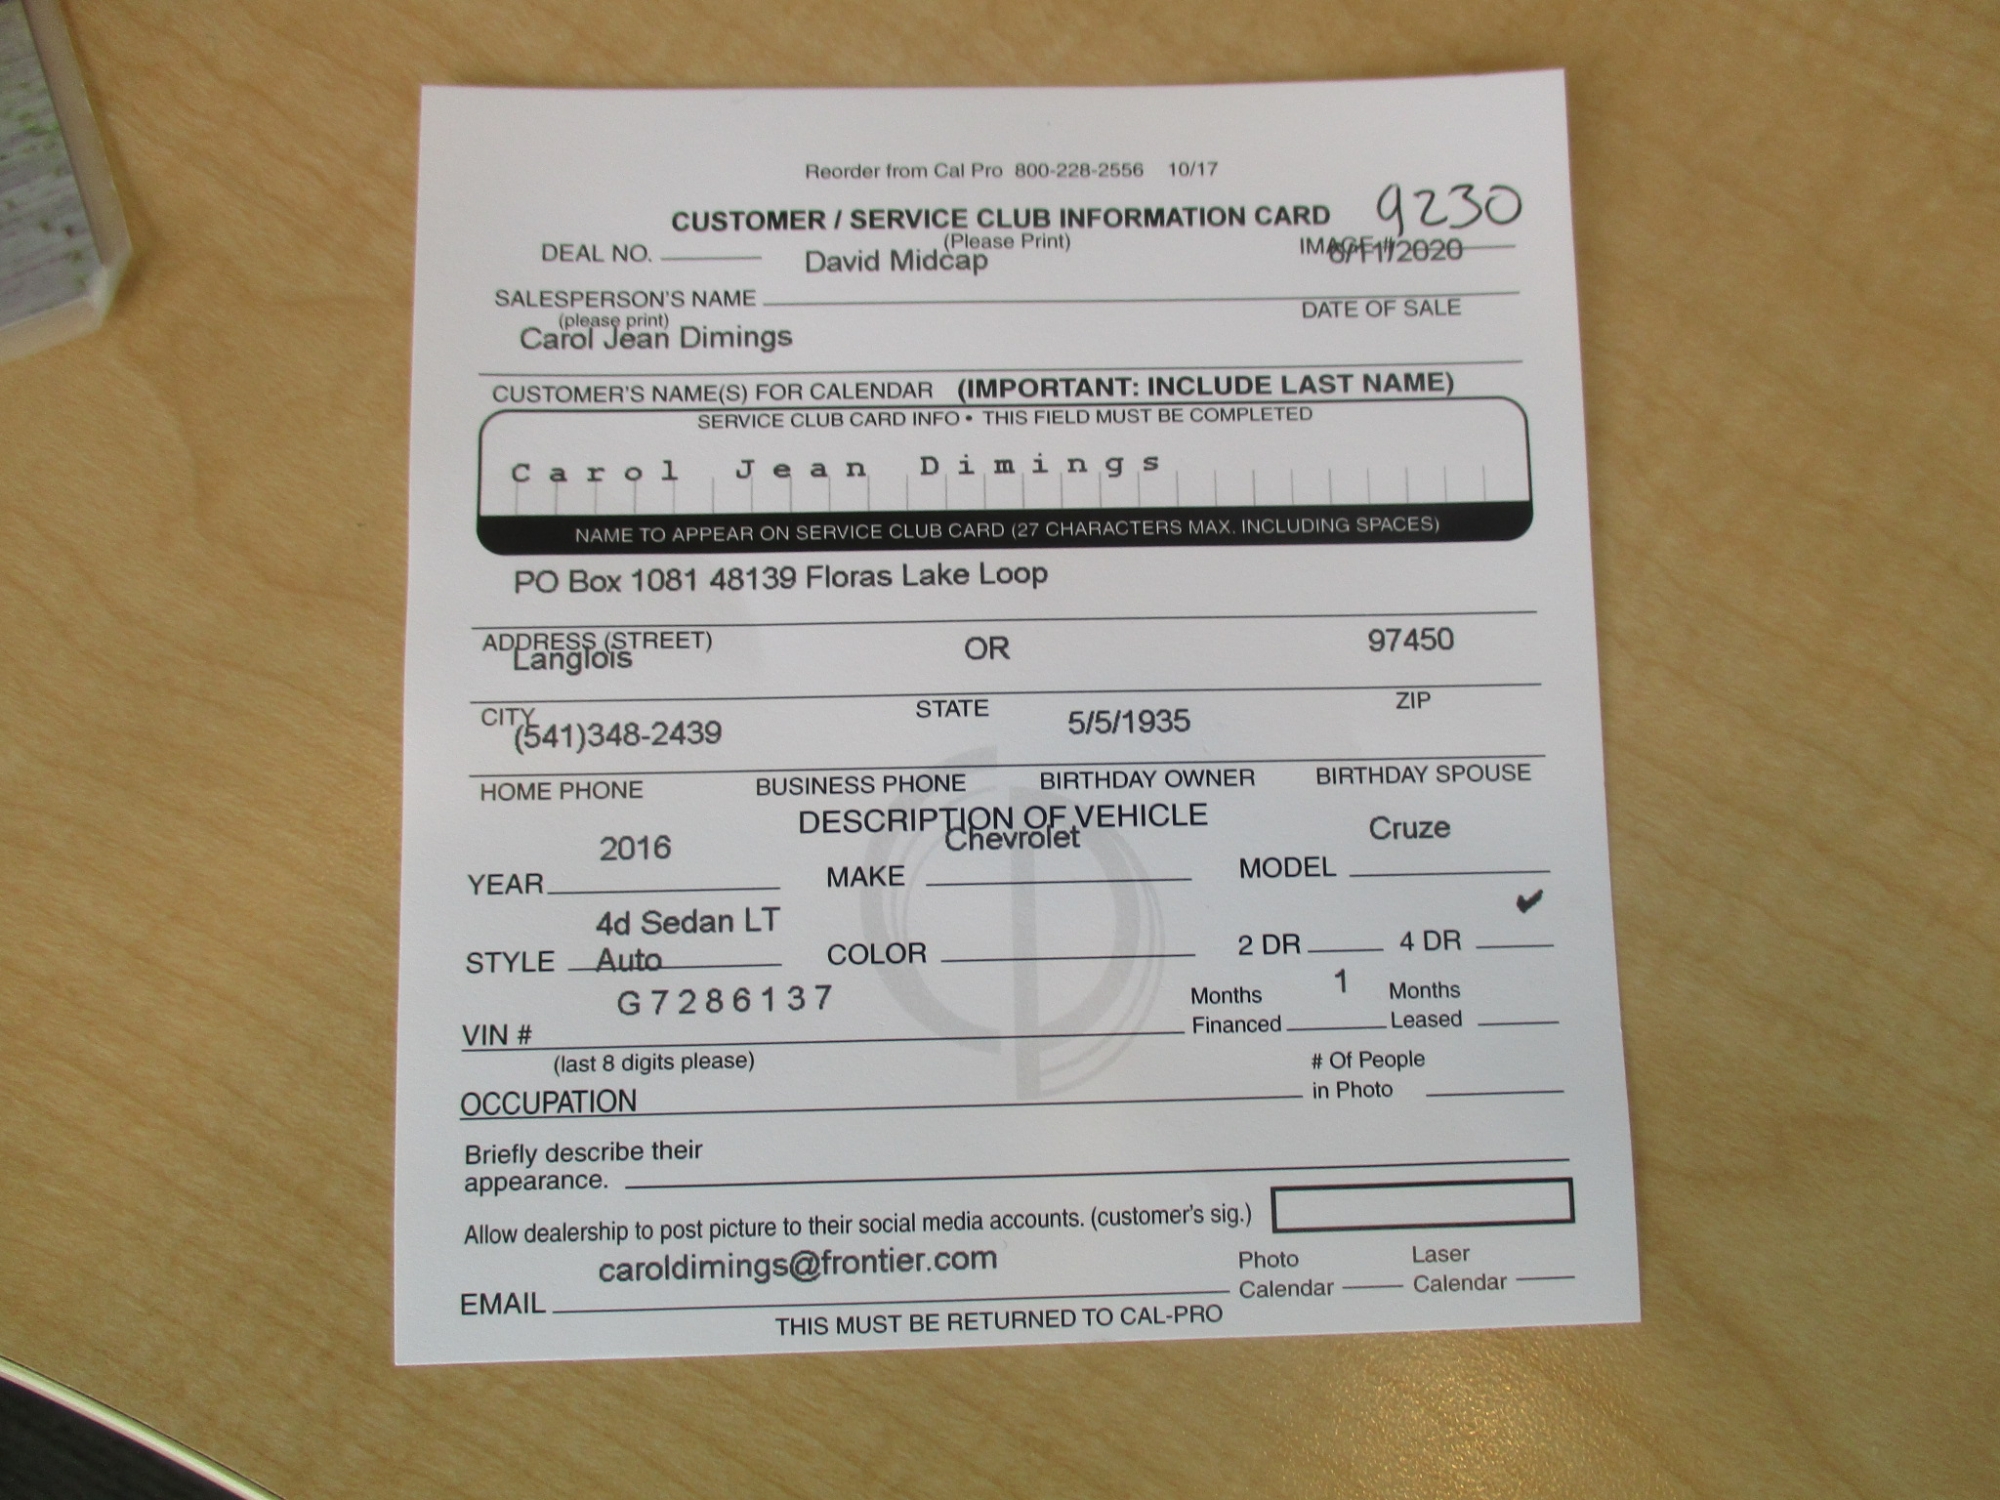 Reorder from Cal Pro 800-228-2556 10/17
CUSTOMER / SERVICE CLUB INFORMATION CARD 9230
(Please Print)
DEAL NO. David Midcap IMAGE # /2020
SALESPERSON'S NAME DATE OF SALE
(please print)
Carol Jean Dimings
CUSTOMER'S NAME(S) FOR CALENDAR (IMPORTANT: INCLUDE LAST NAME)
SERVICE CLUB CARD INFO • THIS FIELD MUST BE COMPLETED
Carol Jean Dimings
NAME TO APPEAR ON SERVICE CLUB CARD (27 CHARACTERS MAX. INCLUDING SPACES)
PO Box 1081 48139 Floras Lake Loop
ADDRESS (STREET)
Langlois OR 97450
CITY STATE ZIP
(541)348-2439 5/5/1935
HOME PHONE BUSINESS PHONE BIRTHDAY OWNER BIRTHDAY SPOUSE
DESCRIPTION OF VEHICLE
2016 Chevrolet Cruze
YEAR MAKE MODEL
4d Sedan LT ✔
STYLE Auto COLOR 2 DR 4 DR
G7286137 Months 1 Months
VIN # Financed Leased
(last 8 digits please) # Of People
OCCUPATION in Photo
Briefly describe their
appearance.
Allow dealership to post picture to their social media accounts. (customer's sig.)
caroldimings@frontier.com Photo Laser
EMAIL Calendar Calendar
THIS MUST BE RETURNED TO CAL-PRO